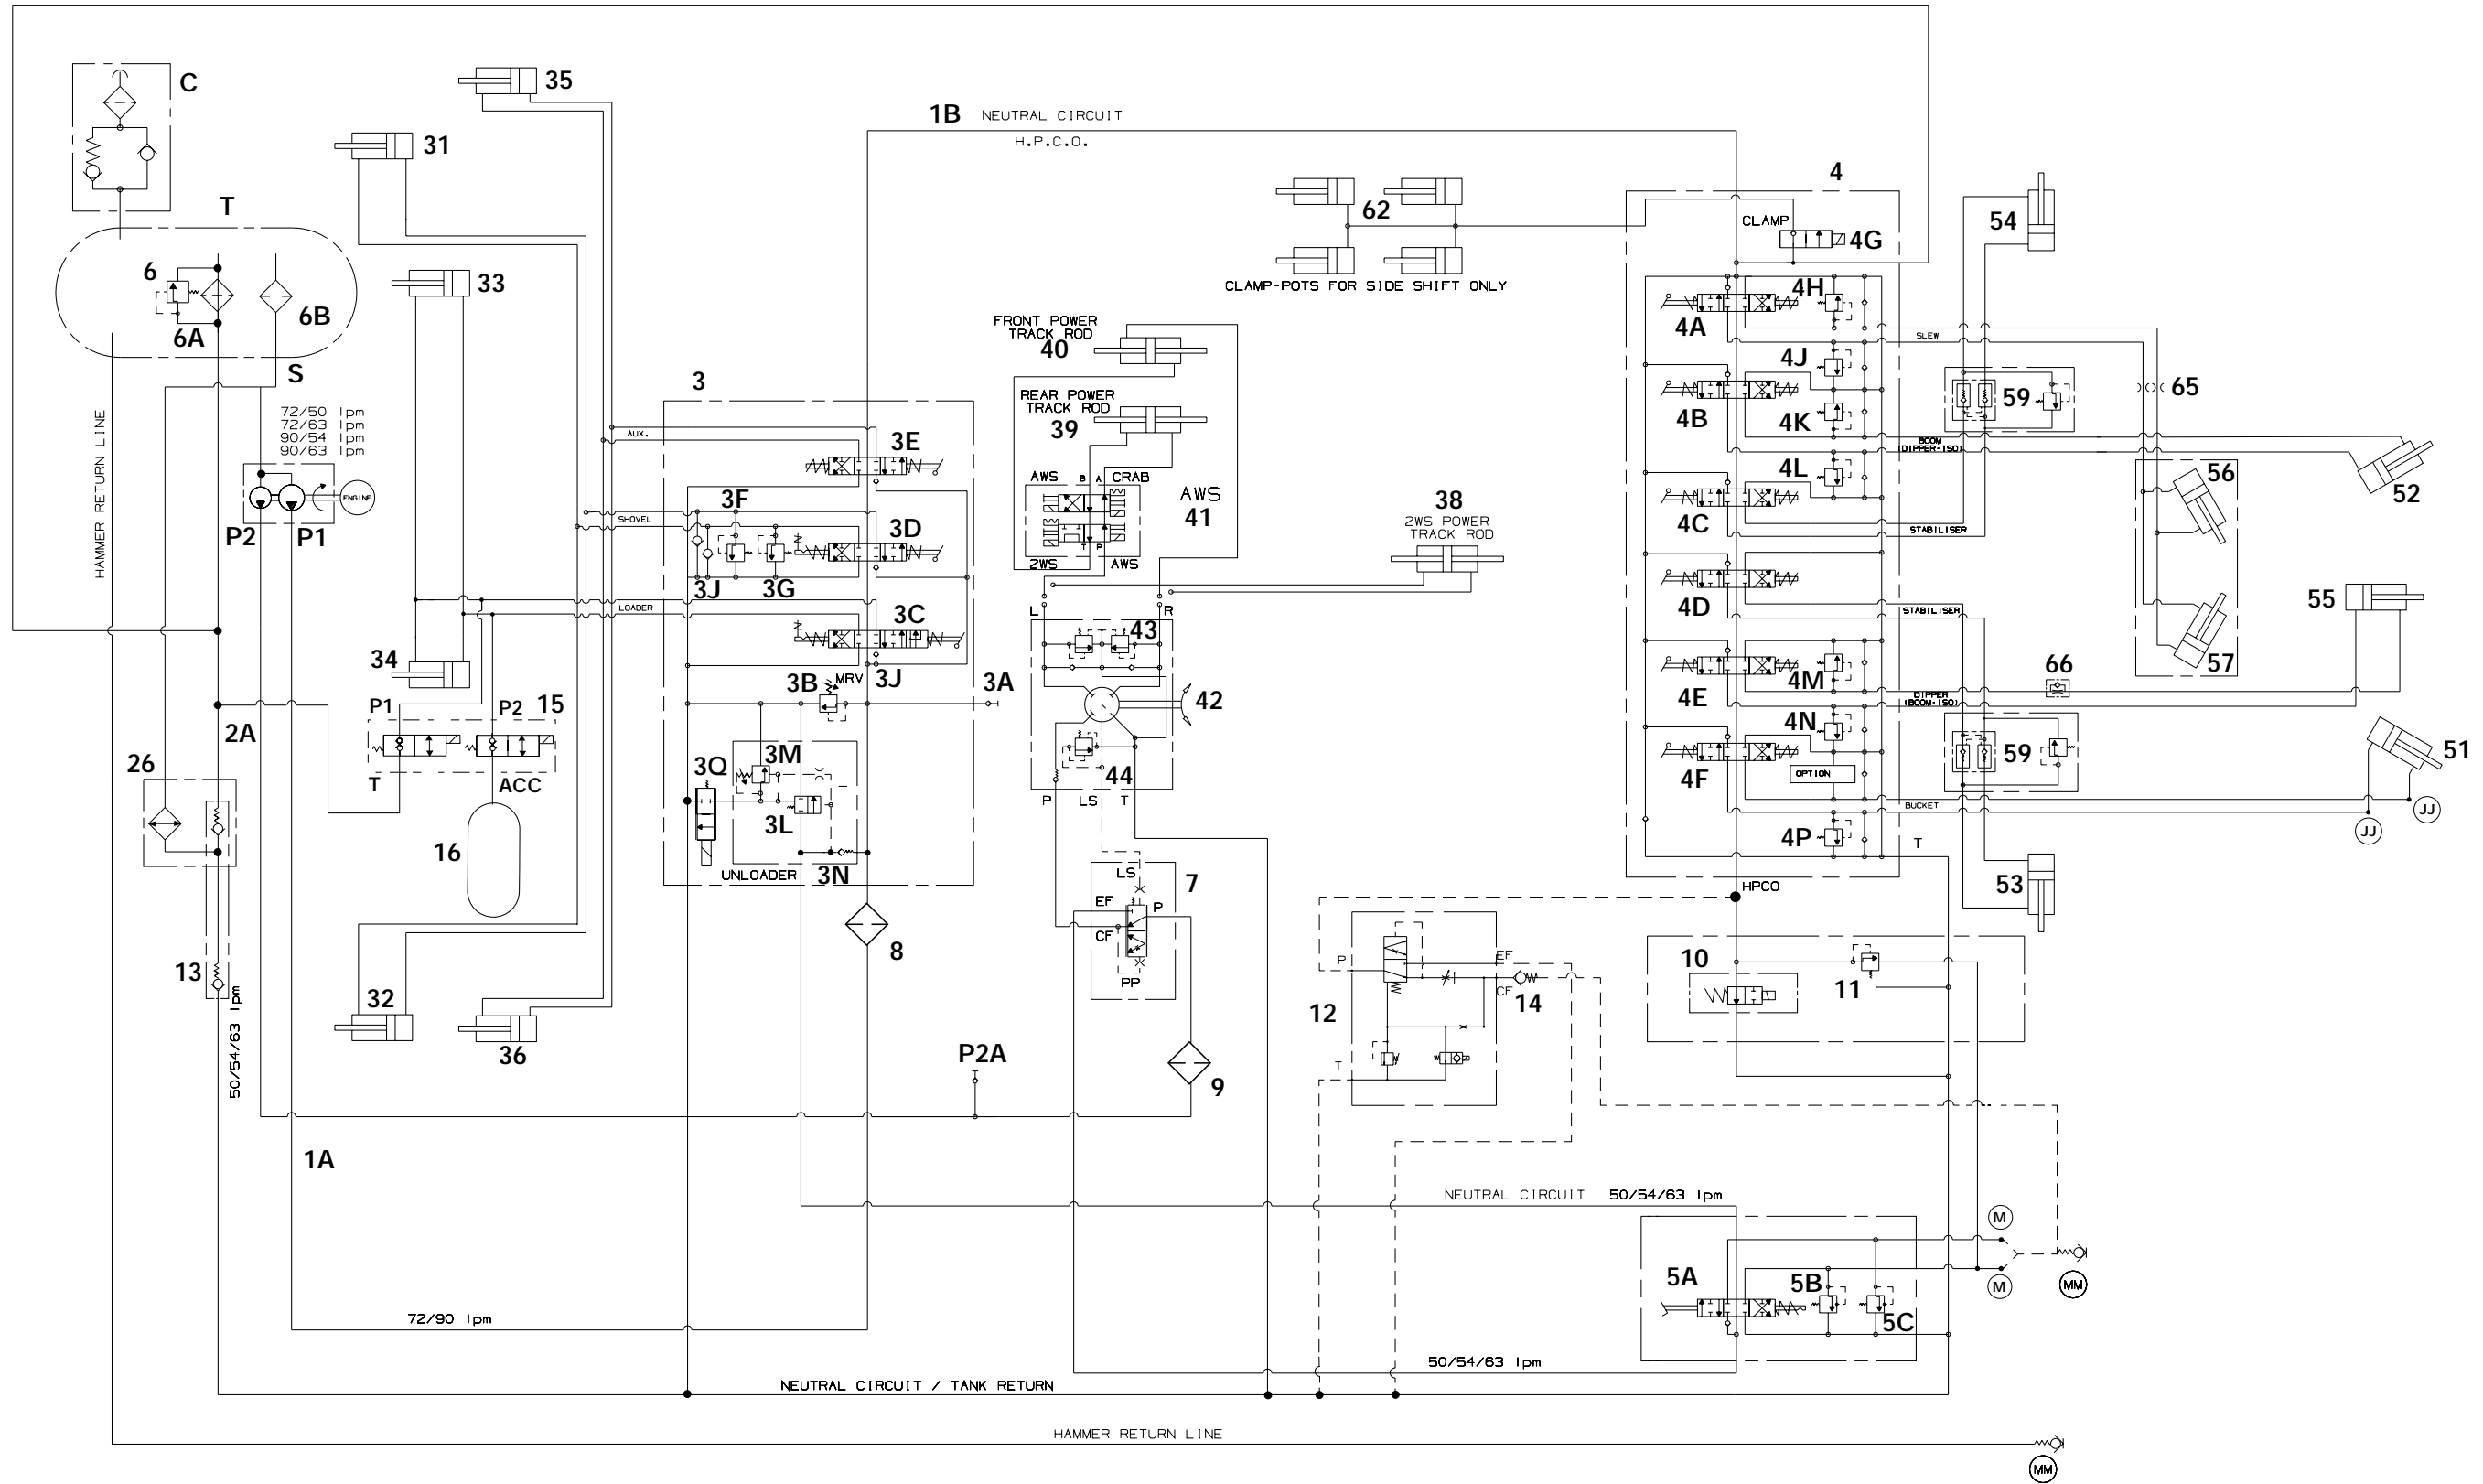 C
35
31
1B NEUTRAL CIRCUIT
H.P.C.O.
T
4
62
54
CLAMP
4G
CLAMP-POTS FOR SIDE SHIFT ONLY
6
33
6A
6B
4H
4A
SLEW
FRONT POWER
TRACK ROD
40
S
3
4J
59
65
REAR POWER
TRACK ROD
39
4B
4K
72/50 lpm
72/63 lpm
90/54 lpm
90/63 lpm
HAMMER RETURN LINE
AUX.
3E
BOOM
(DIPPER-ISO)
4L
56
52
AWS
B
A
CRAB
AWS
41
38
2WS POWER
TRACK ROD
ENGINE
P2
P1
3F
SHOVEL
3D
4C
STABILISER
T
P
2WS
AWS
3J
3G
4D
55
LOADER
3C
L
R
STABILISER
43
34
57
3B
MRV
3J
3A
4E
4M
66
DIPPER
(BOOM-ISO)
42
P1
P2
15
2A
4N
51
26
3Q
3M
4F
OPTION
44
T
ACC
P
LS
T
BUCKET
JJ
JJ
3L
16
4P
T
UNLOADER
3N
LS
7
HPCO
53
EF
P
CF
8
13
50/54/63 lpm
PP
10
11
P
EF
CF
14
12
32
36
P2A
9
T
1A
NEUTRAL CIRCUIT 50/54/63 lpm
M
5A
5B
5C
M
MM
72/90 lpm
50/54/63 lpm
NEUTRAL CIRCUIT / TANK RETURN
HAMMER RETURN LINE
MM